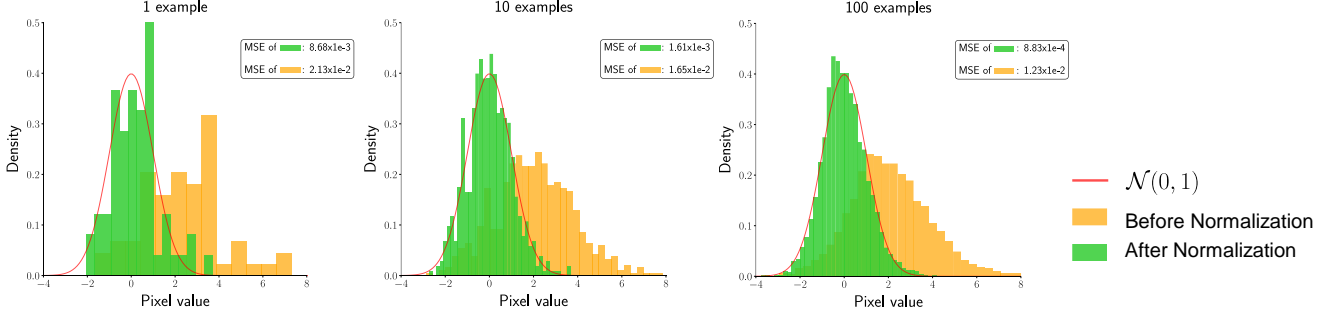 1 example
10 examples
100 examples
0.5
0.4
0.3
0.2
0.1
0.0
Density
MSE of : 8.68x1e-3
MSE of : 2.13x1e-2
−4
−2
0
2
4
6
8
Pixel value
0.5
0.4
0.3
0.2
0.1
0.0
Density
MSE of : 1.61x1e-3
MSE of : 1.65x1e-2
−4
−2
0
2
4
6
8
Pixel value
0.5
0.4
0.3
0.2
0.1
0.0
Density
MSE of : 8.83x1e-4
MSE of : 1.23x1e-2
−4
−2
0
2
4
6
8
Pixel value
𝒩(0, 1)
Before Normalization
After Normalization